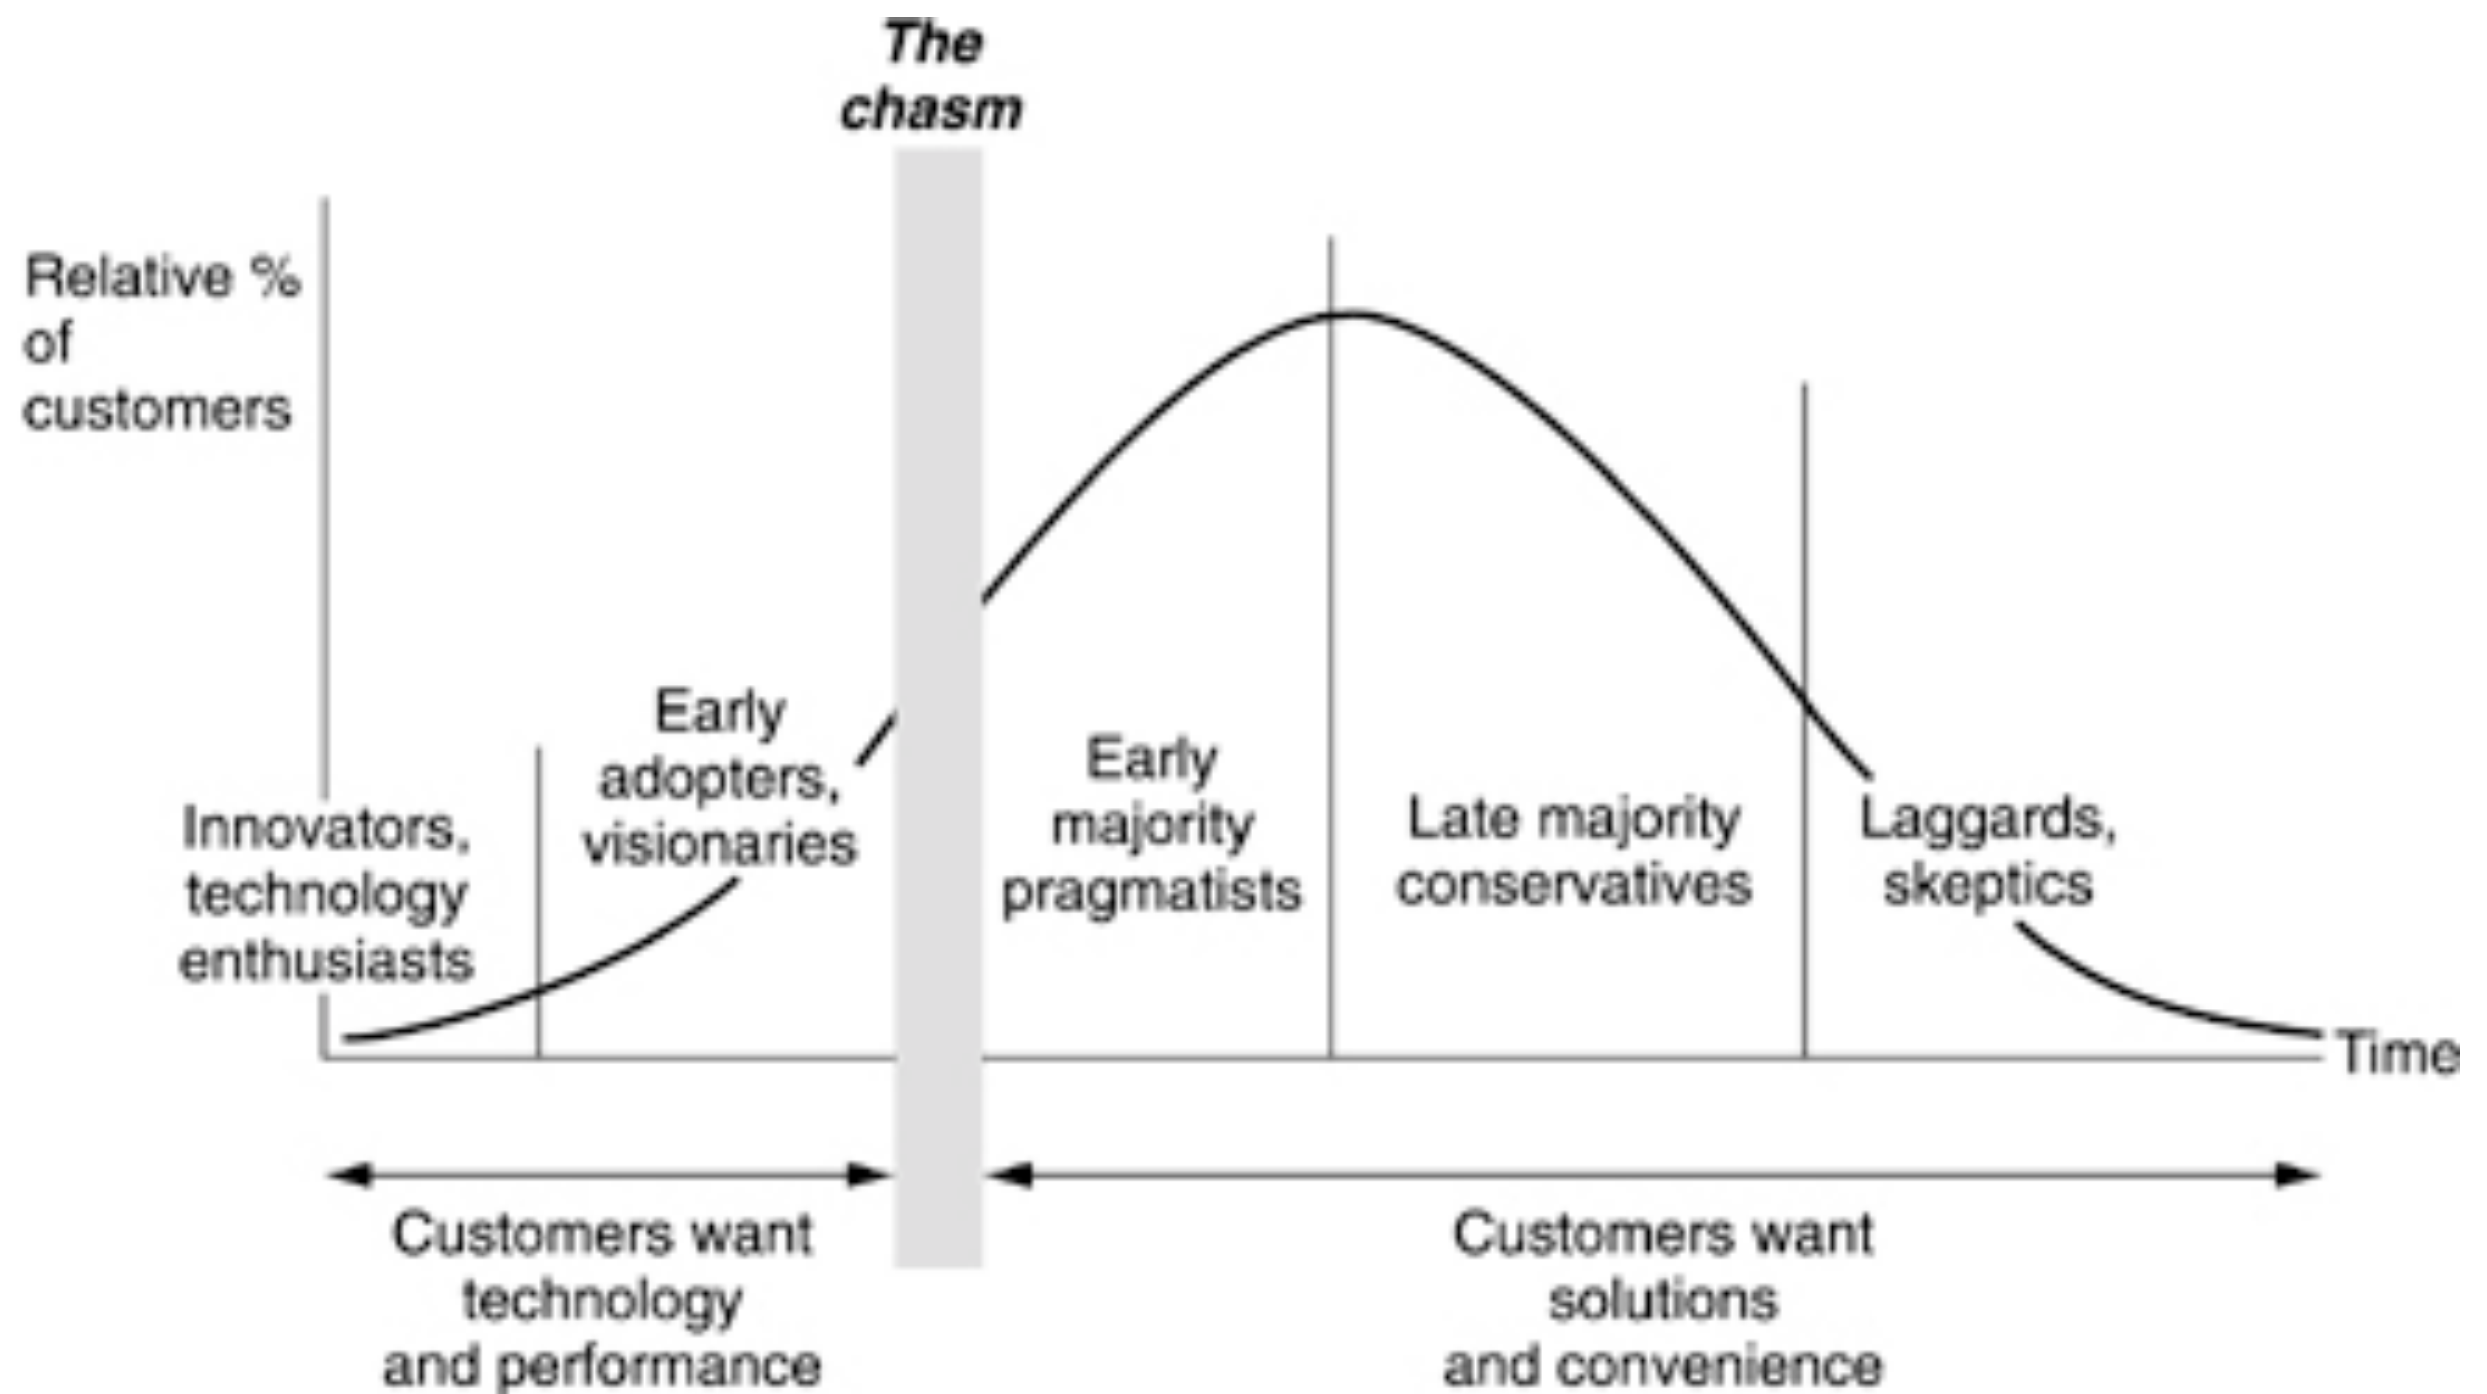 The
chasm
Relative %
of
customers
Innovators,
technology
enthusiasts
Early
adopters,
visionaries
Early
majority
pragmatists
Late majority
conservatives
Laggards,
skeptics
Time
Customers want
technology
and performance
Customers want
solutions
and convenience